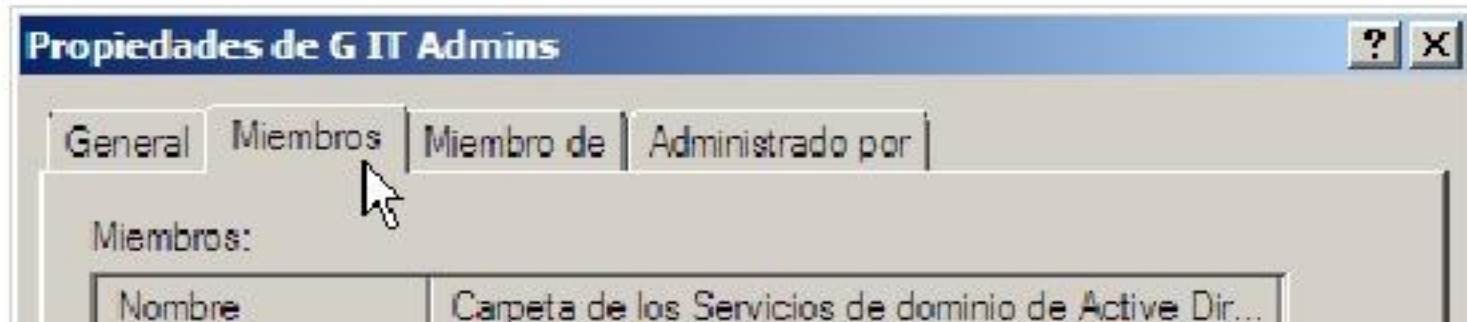 Propiedades de G IT Admins
General Miembros Miembro de Administrado por
Miembros:
Nombre Carpeta de los Servicios de dominio de Active Dir...